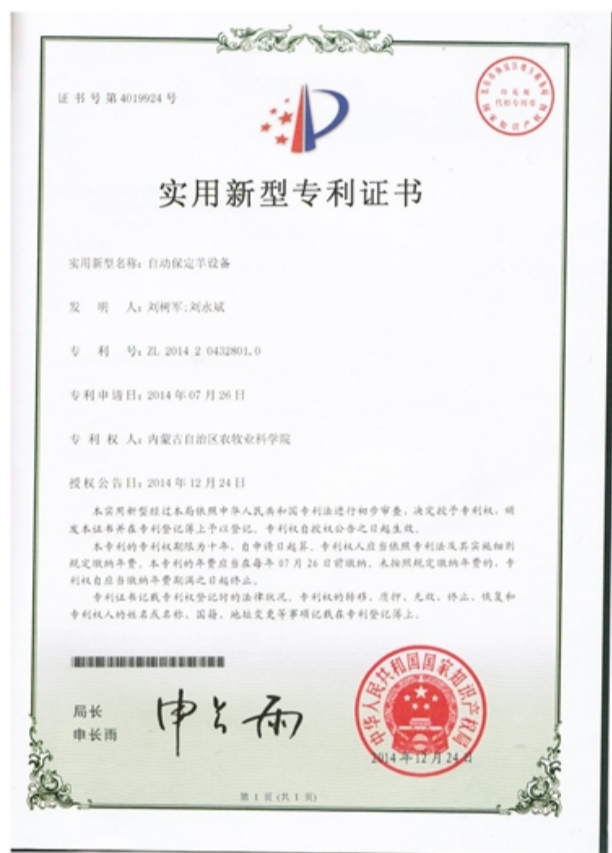 证书号第4019924号
印花税
代扣专用章
国家知识产权局
实用新型专利证书
实用新型名称：自动保定羊设备
发明人：刘树军;刘永斌
专利号：ZL 2014 2 0432801.0
专利申请日：2014年07月26日
专利权人：内蒙古自治区农牧业科学院
授权公告日：2014年12月24日
本实用新型经过本局依照中华人民共和国专利法进行初步审查，决定授予专利权，颁
发本证书并在专利登记簿上予以登记。专利权自授权公告之日起生效。
本专利的专利权期限为十年，自申请日起算。专利权人应当依照专利法及其实施细则
规定缴纳年费。本专利的年费应当在每年07月26日前缴纳。未按照规定缴纳年费的，专
利权自应当缴纳年费期满之日起终止。
专利证书记载专利权登记时的法律状况。专利权的转移、质押、无效、终止、恢复和
专利权人的姓名或名称、国籍、地址变更等事项记载在专利登记簿上。
局长
申长雨
申长雨
中华人民共和国国家知识产权局
2014年12月24日
第1页(共1页)